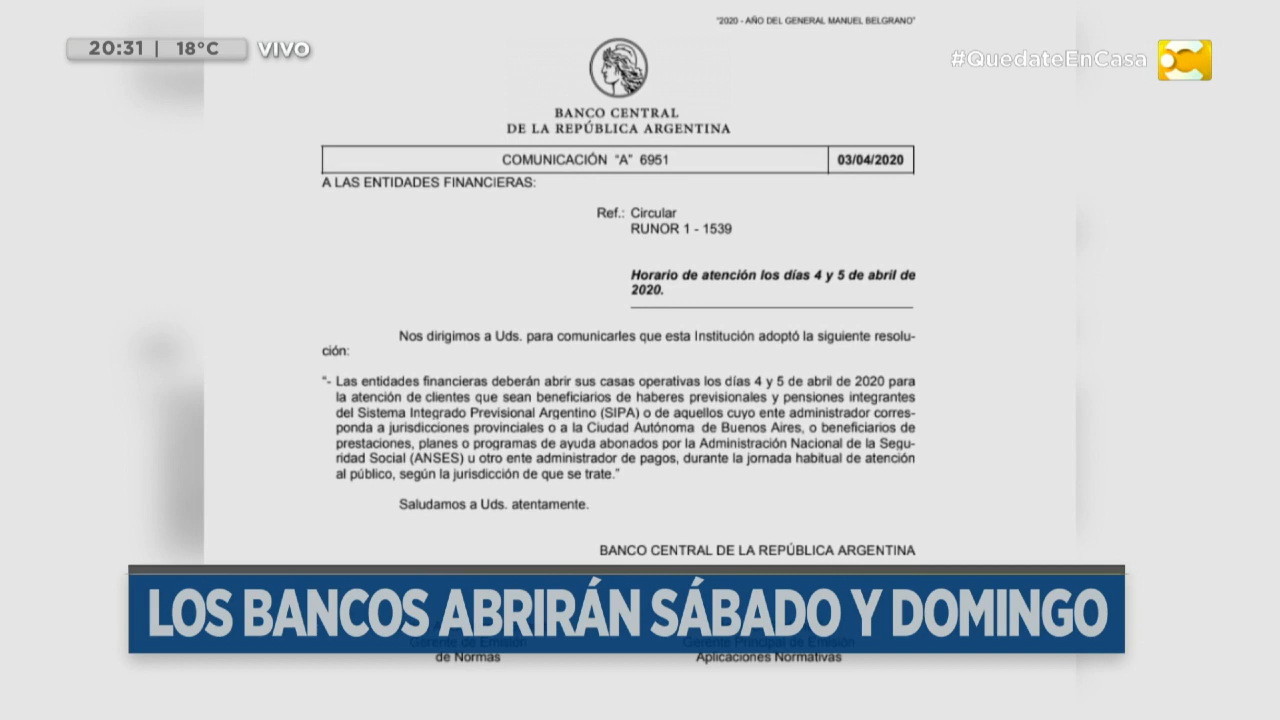 20:31 | 18°C VIVO
#QuedateEnCasa
"2020 - AÑO DEL GENERAL MANUEL BELGRANO"
BANCO CENTRAL
DE LA REPÚBLICA ARGENTINA
COMUNICACIÓN "A" 6951 03/04/2020
A LAS ENTIDADES FINANCIERAS:
Ref.: Circular
RUNOR 1 - 1539
Horario de atención los días 4 y 5 de abril de
2020.
Nos dirigimos a Uds. para comunicarles que esta Institución adoptó la siguiente resolu-
ción:
"- Las entidades financieras deberán abrir sus casas operativas los días 4 y 5 de abril de 2020 para
la atención de clientes que sean beneficiarios de haberes previsionales y pensiones integrantes
del Sistema Integrado Previsional Argentino (SIPA) o de aquellos cuyo ente administrador corres-
ponda a jurisdicciones provinciales o a la Ciudad Autónoma de Buenos Aires, o beneficiarios de
prestaciones, planes o programas de ayuda abonados por la Administración Nacional de la Segu-
ridad Social (ANSES) u otro ente administrador de pagos, durante la jornada habitual de atención
al público, según la jurisdicción de que se trate."
Saludamos a Uds. atentamente.
BANCO CENTRAL DE LA REPÚBLICA ARGENTINA
LOS BANCOS ABRIRÁN SÁBADO Y DOMINGO
Gerente de Emisión Gerente Principal de Emisión
de Normas Aplicaciones Normativas